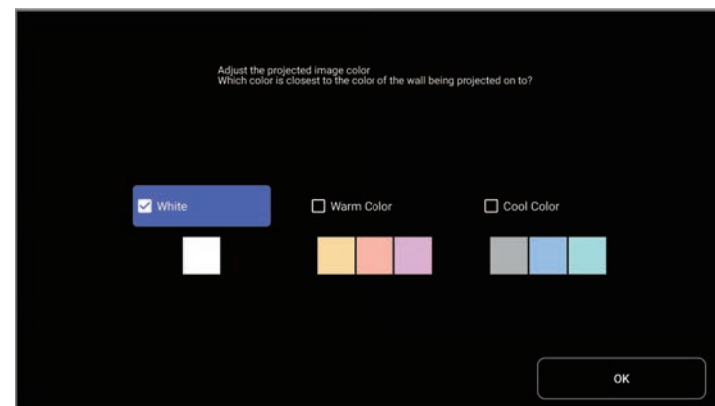 Adjust the projected image color
Which color is closest to the color of the wall being projected on to?
White
Warm Color
Cool Color
OK